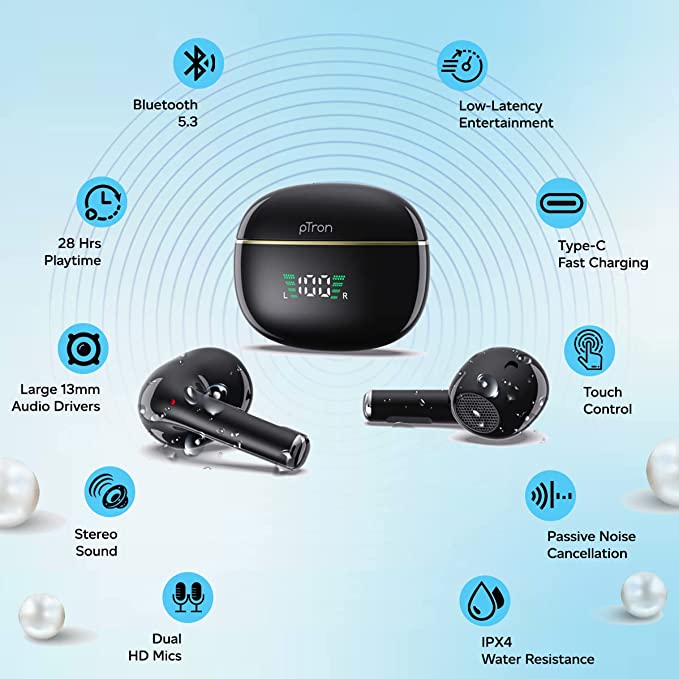 Bluetooth
5.3
Low-Latency
Entertainment
28 Hrs
Playtime
pTron
100
L R
Type-C
Fast Charging
Large 13mm
Audio Drivers
Touch
Control
Stereo
Sound
Passive Noise
Cancellation
Dual
HD Mics
IPX4
Water Resistance